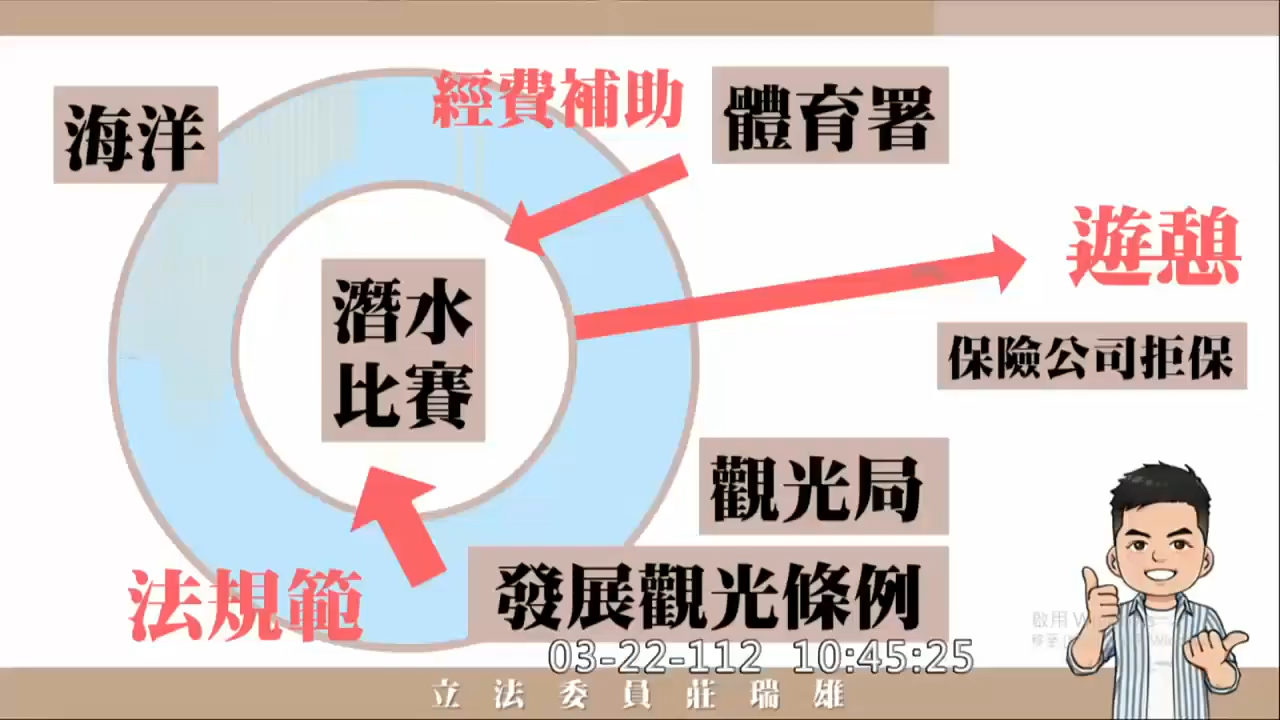 海洋
經費補助
體育署
遊憩
潛水
比賽
保險公司拒保
觀光局
法規範
發展觀光條例
啟用 W
03-22-112 10:45:25
立法委員莊瑞雄